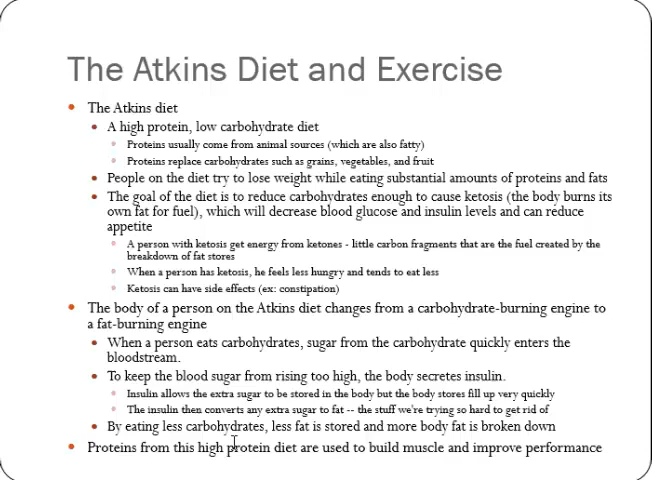 The Atkins Diet and Exercise
The Atkins diet
A high protein, low carbohydrate diet
Proteins usually come from animal sources (which are also fatty)
Proteins replace carbohydrates such as grains, vegetables, and fruit
People on the diet try to lose weight while eating substantial amounts of proteins and fats
The goal of the diet is to reduce carbohydrates enough to cause ketosis (the body burns its
own fat for fuel), which will decrease blood glucose and insulin levels and can reduce
appetite
A person with ketosis get energy from ketones - little carbon fragments that are the fuel created by the
breakdown of fat stores
When a person has ketosis, he feels less hungry and tends to eat less
Ketosis can have side effects (ex: constipation)
The body of a person on the Atkins diet changes from a carbohydrate-burning engine to
a fat-burning engine
When a person eats carbohydrates, sugar from the carbohydrate quickly enters the
bloodstream.
To keep the blood sugar from rising too high, the body secretes insulin.
Insulin allows the extra sugar to be stored in the body but the body stores fill up very quickly
The insulin then converts any extra sugar to fat -- the stuff we're trying so hard to get rid of
By eating less carbohydrates, less fat is stored and more body fat is broken down
Proteins from this high protein diet are used to build muscle and improve performance